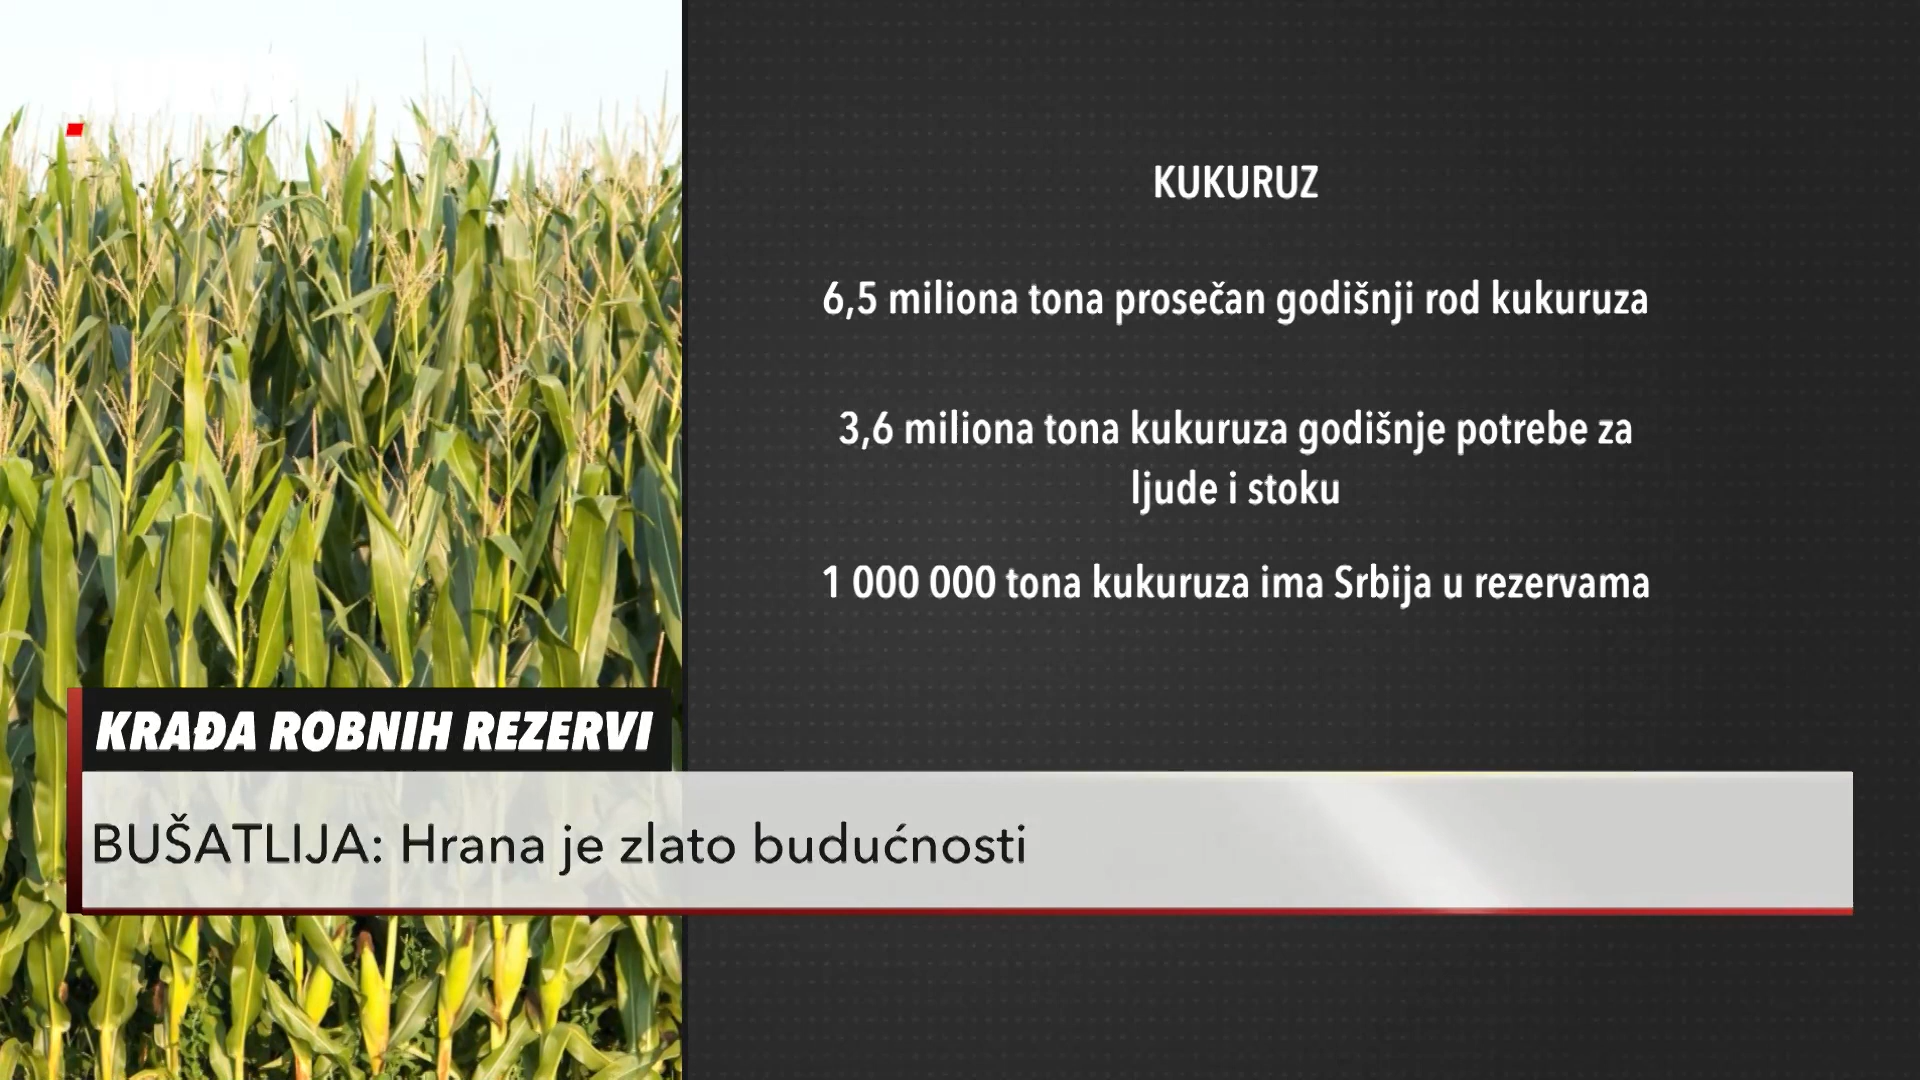 KUKURUZ
6,5 miliona tona prosečan godišnji rod kukuruza
3,6 miliona tona kukuruza godišnje potrebe za
ljude i stoku
1 000 000 tona kukuruza ima Srbija u rezervama
KRAĐA ROBNIH REZERVI
BUŠATLIJA: Hrana je zlato budućnosti